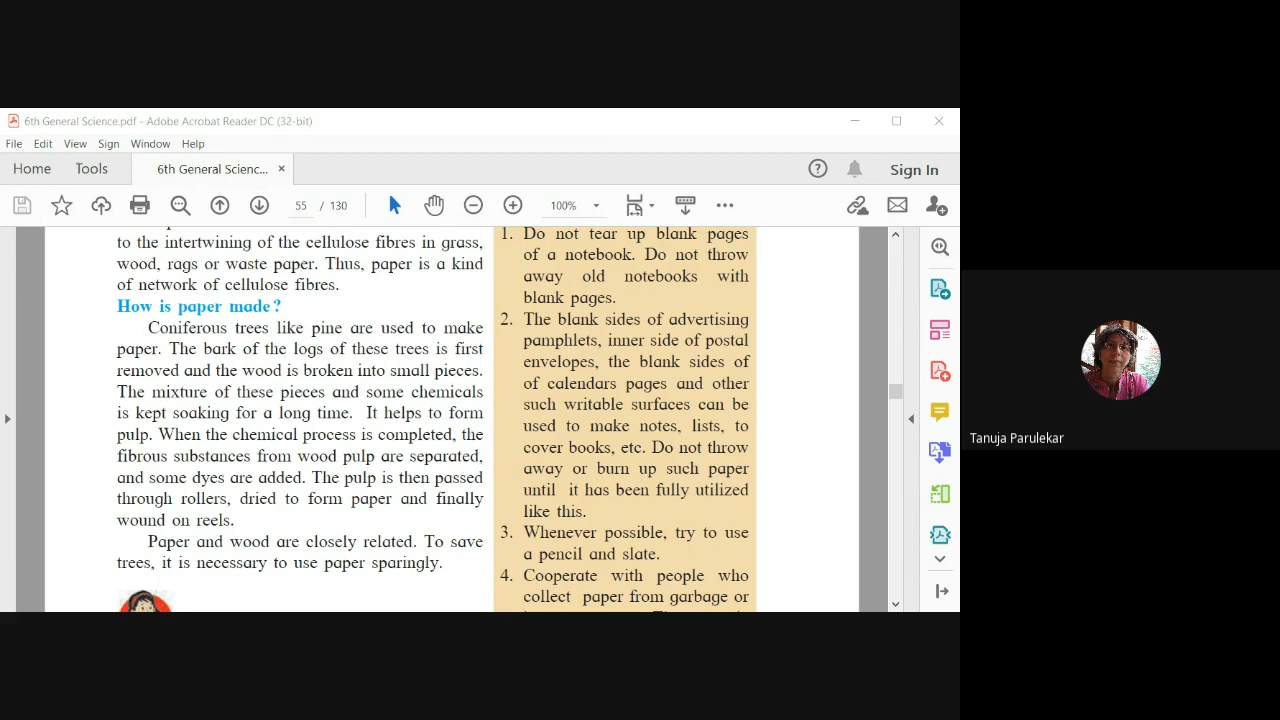 6th General Science.pdf - Adobe Acrobat Reader DC (32-bit)
File Edit View Sign Window Help
Home Tools 6th General Scienc... ×
Sign In
55 / 130 100%
to the intertwining of the cellulose fibres in grass,
wood, rags or waste paper. Thus, paper is a kind
of network of cellulose fibres.
How is paper made?
Coniferous trees like pine are used to make
paper. The bark of the logs of these trees is first
removed and the wood is broken into small pieces.
The mixture of these pieces and some chemicals
is kept soaking for a long time. It helps to form
pulp. When the chemical process is completed, the
fibrous substances from wood pulp are separated,
and some dyes are added. The pulp is then passed
through rollers, dried to form paper and finally
wound on reels.
Paper and wood are closely related. To save
trees, it is necessary to use paper sparingly.
1. Do not tear up blank pages
of a notebook. Do not throw
away old notebooks with
blank pages.
2. The blank sides of advertising
pamphlets, inner side of postal
envelopes, the blank sides of
of calendars pages and other
such writable surfaces can be
used to make notes, lists, to
cover books, etc. Do not throw
away or burn up such paper
until it has been fully utilized
like this.
3. Whenever possible, try to use
a pencil and slate.
4. Cooperate with people who
collect paper from garbage or
Tanuja Parulekar